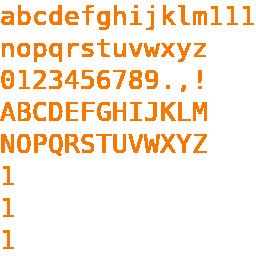 abcdefghijklm111
nopqrstuvwxyz
0123456789.,!
ABCDEFGHIJKLM
NOPQRSTUVWXYZ
1
1
1